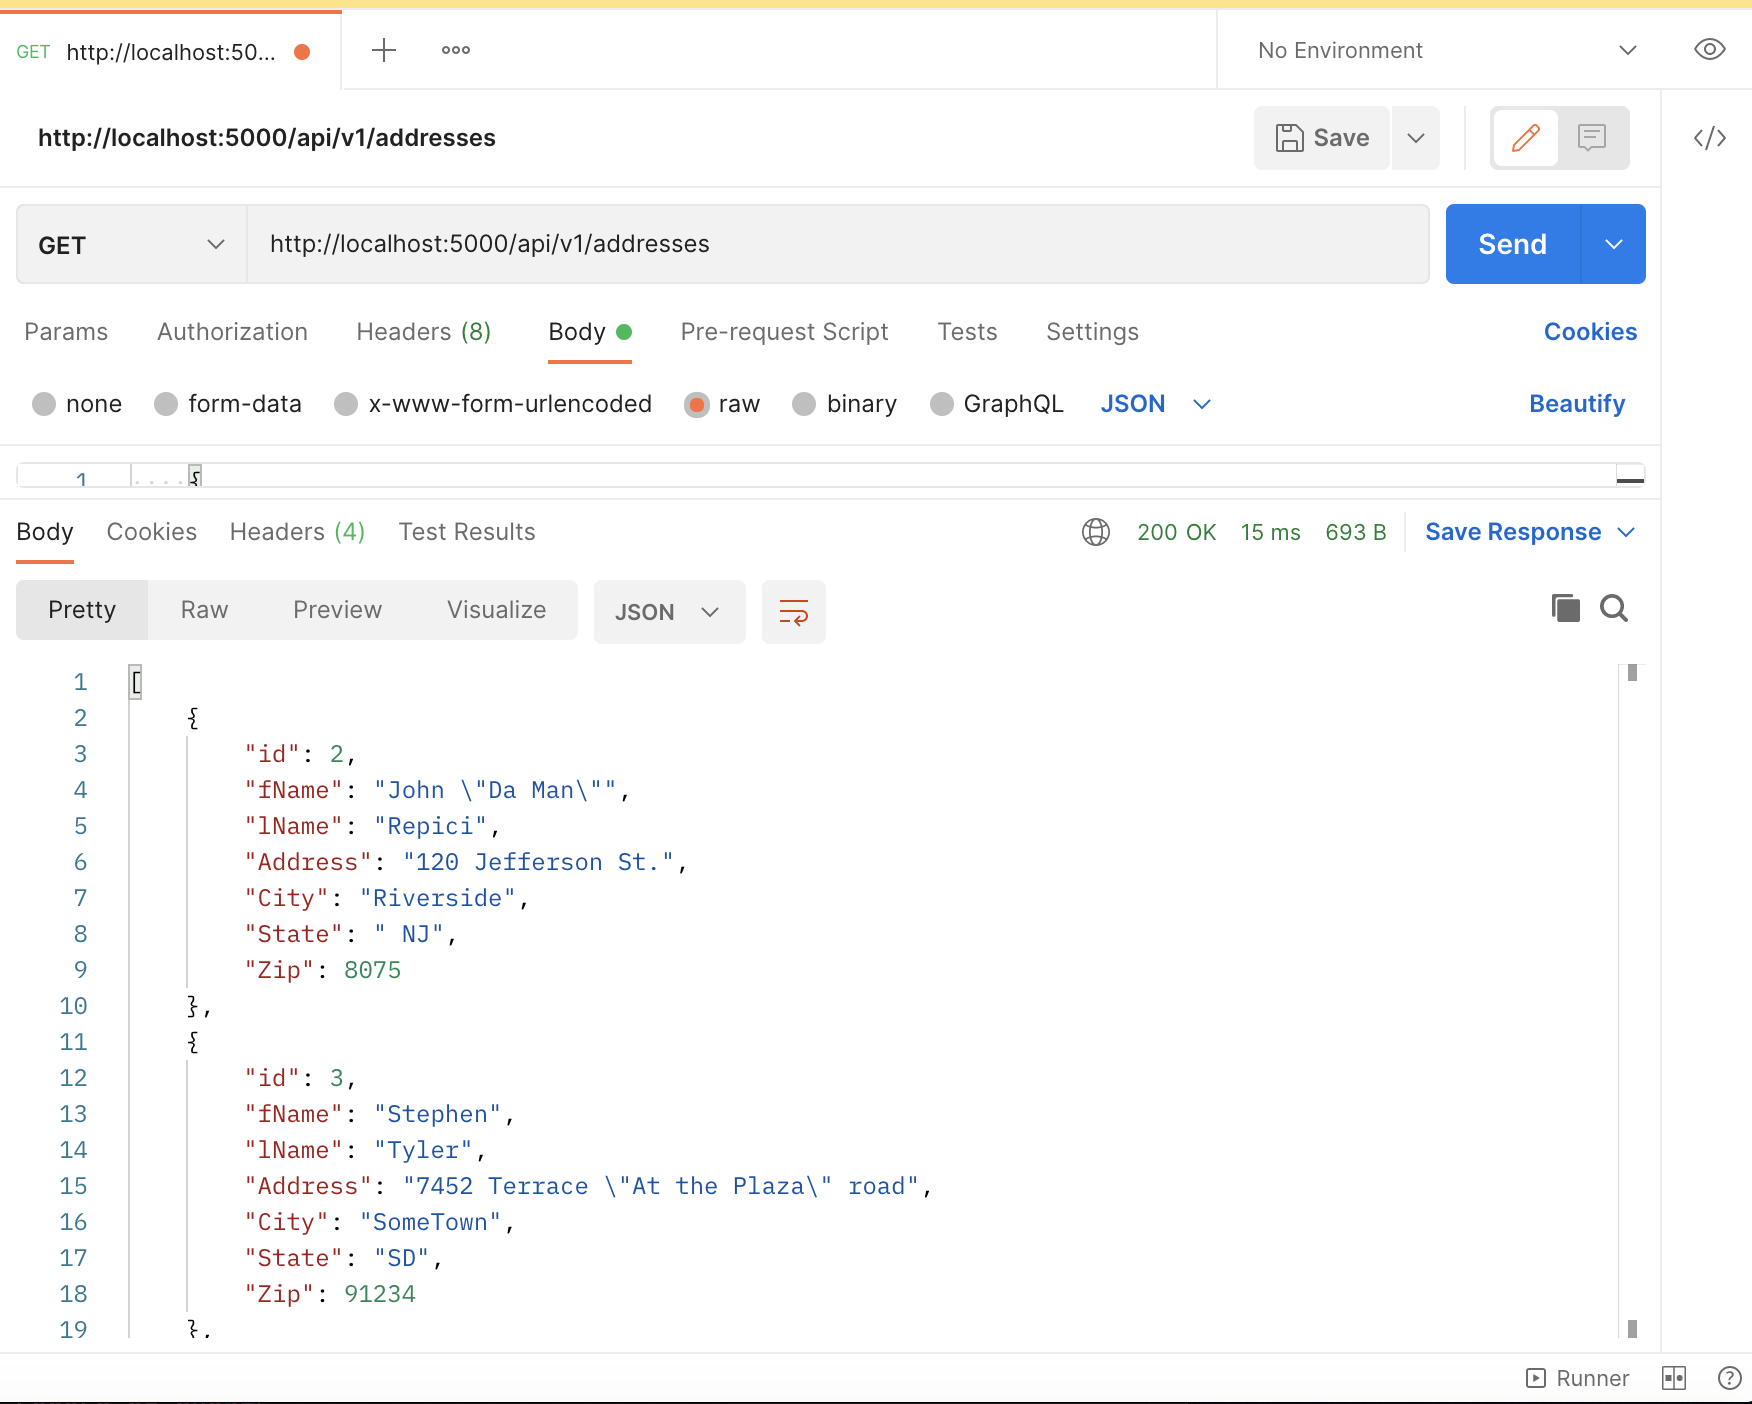 GET http://localhost:50...
No Environment
http://localhost:5000/api/v1/addresses
Save
GET http://localhost:5000/api/v1/addresses Send
Params Authorization Headers (8) Body Pre-request Script Tests Settings Cookies
none form-data x-www-form-urlencoded raw binary GraphQL JSON Beautify
1 {
Body Cookies Headers (4) Test Results 200 OK 15 ms 693 B Save Response
Pretty Raw Preview Visualize JSON
1 [
2 {
3 "id": 2,
4 "fName": "John \"Da Man\"",
5 "lName": "Repici",
6 "Address": "120 Jefferson St.",
7 "City": "Riverside",
8 "State": " NJ",
9 "Zip": 8075
10 },
11 {
12 "id": 3,
13 "fName": "Stephen",
14 "lName": "Tyler",
15 "Address": "7452 Terrace \"At the Plaza\" road",
16 "City": "SomeTown",
17 "State": "SD",
18 "Zip": 91234
19 },
Runner